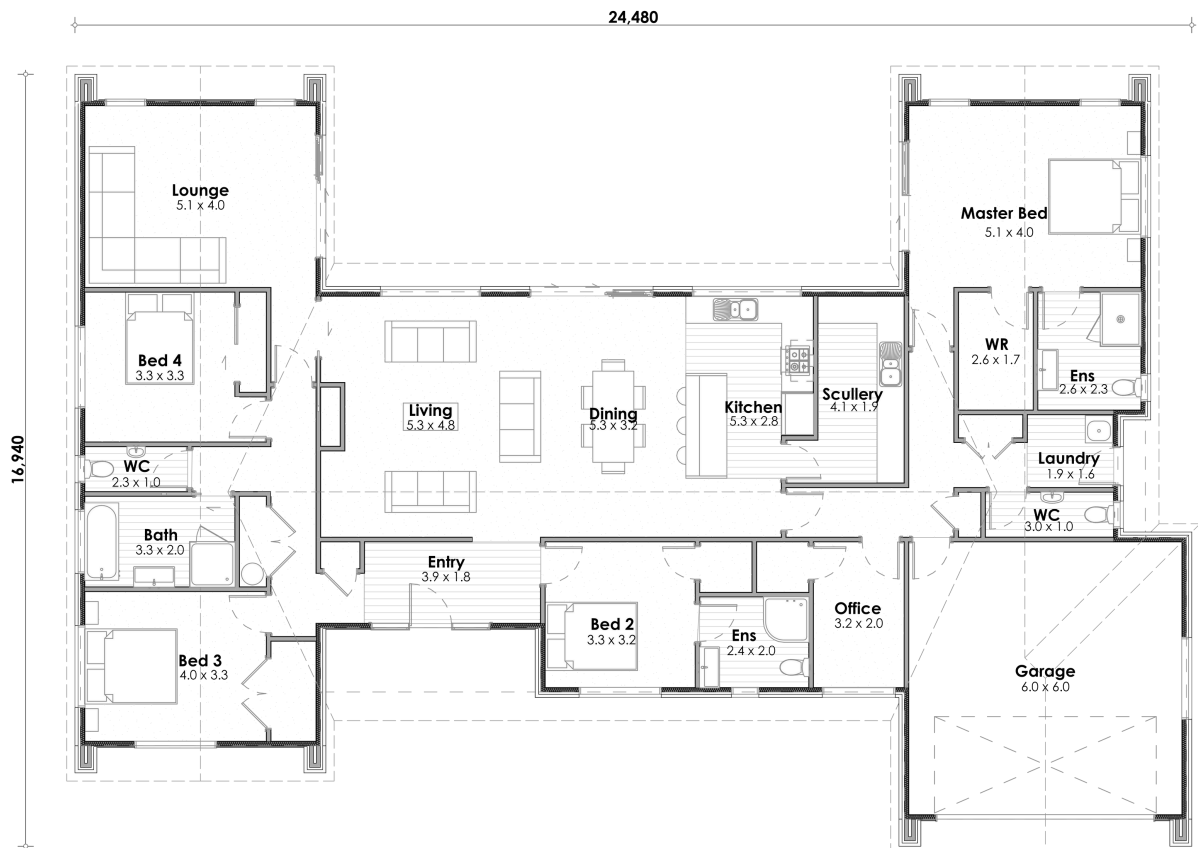 24,480
16,940
Lounge
5.1 x 4.0
Master Bed
5.1 x 4.0
Bed 4
3.3 x 3.3
WR
2.6 x 1.7
Ens
2.6 x 2.3
Living
5.3 x 4.8
Dining
5.3 x 3.2
Kitchen
5.3 x 2.8
Scullery
4.1 x 1.9
WC
2.3 x 1.0
Laundry
1.9 x 1.6
WC
3.0 x 1.0
Bath
3.3 x 2.0
Entry
3.9 x 1.8
Bed 2
3.3 x 3.2
Ens
2.4 x 2.0
Office
3.2 x 2.0
Bed 3
4.0 x 3.3
Garage
6.0 x 6.0